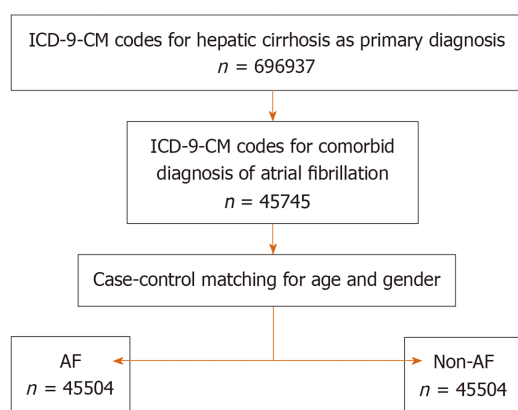 ICD-9-CM codes for hepatic cirrhosis as primary diagnosis
n = 696937
ICD-9-CM codes for comorbid
diagnosis of atrial fibrillation
n = 45745
Case-control matching for age and gender
AF
n = 45504
Non-AF
n = 45504